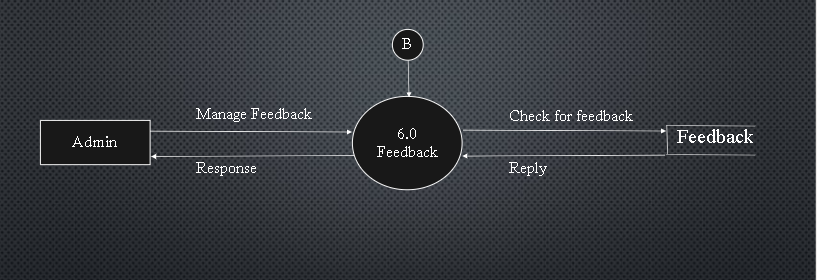 B
Manage Feedback
Check for feedback
Admin
6.0
Feedback
Feedback
Response
Reply